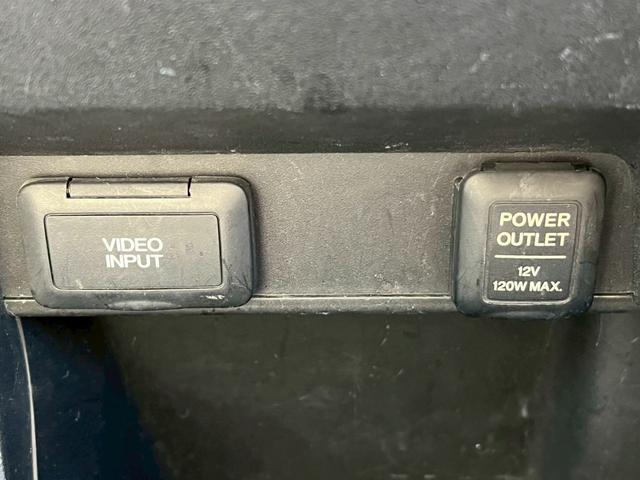 VIDEO
INPUT
POWER
OUTLET
12V
120W MAX.